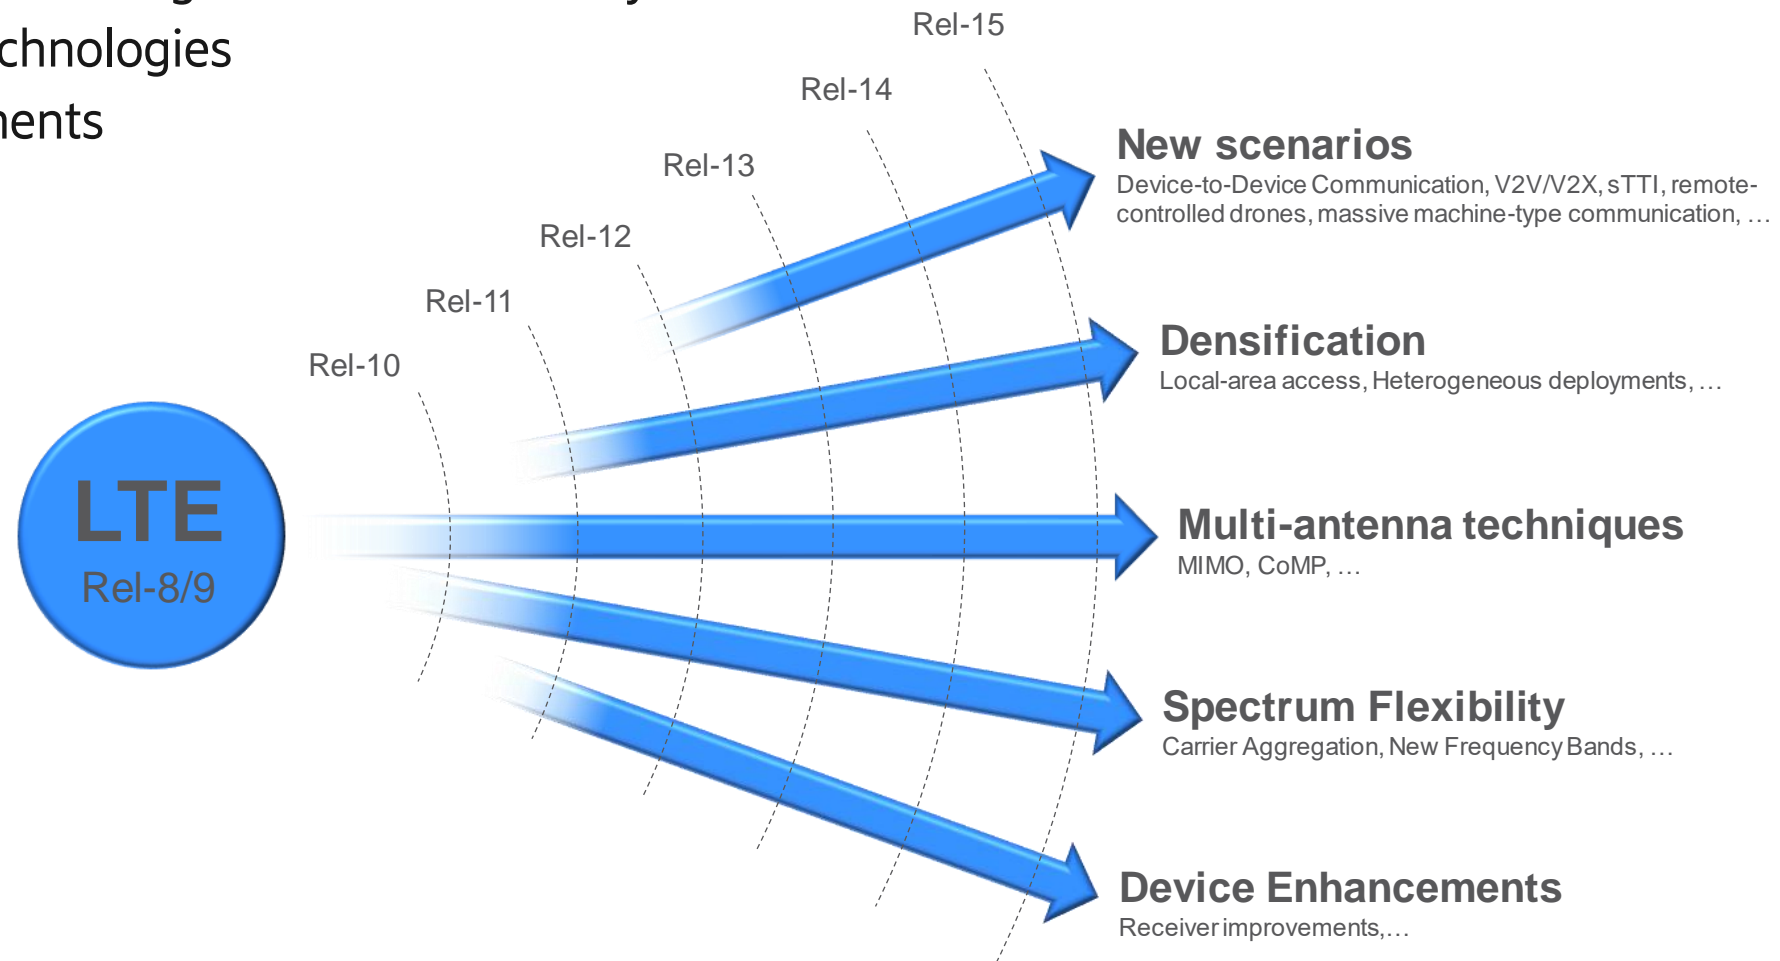 chnologies
Rel-15
Rel-14
Rel-13
Rel-12
Rel-11
Rel-10
LTE
Rel-8/9
New scenarios
Device-to-Device Communication, V2V/V2X, sTTI, remote-
controlled drones, massive machine-type communication, …
Densification
Local-area access, Heterogeneous deployments, …
Multi-antenna techniques
MIMO, CoMP, …
Spectrum Flexibility
Carrier Aggregation, New Frequency Bands, …
Device Enhancements
Receiver improvements,…